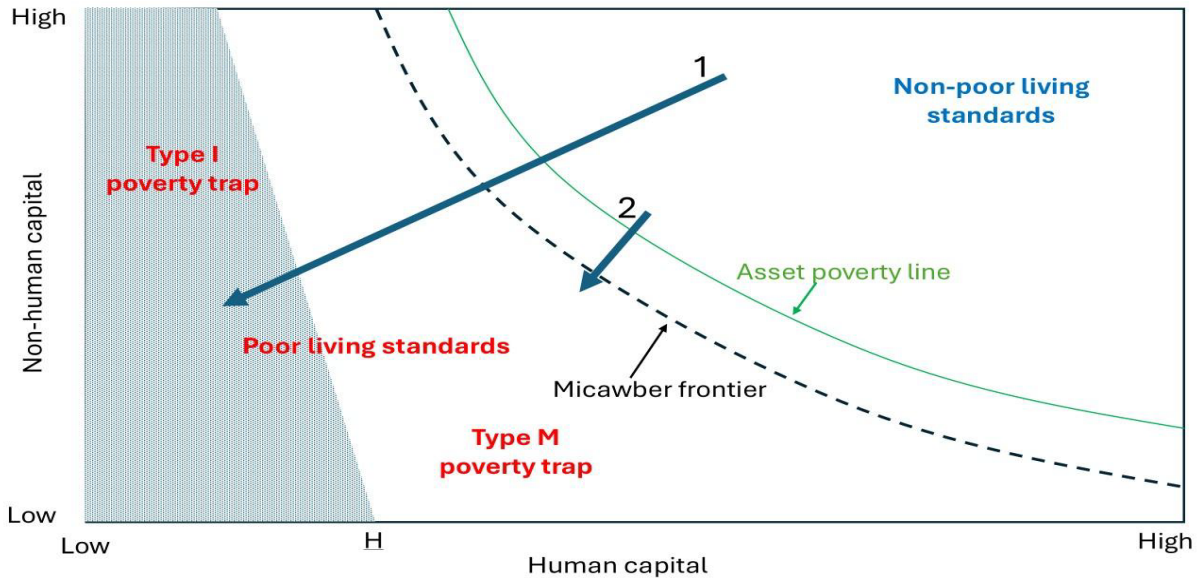 High
1
Non-poor living
standards
Type I
poverty trap
2
Non-human capital
Asset poverty line
Poor living standards
Micawber frontier
Type M
poverty trap
Low
Low
H
High
Human capital